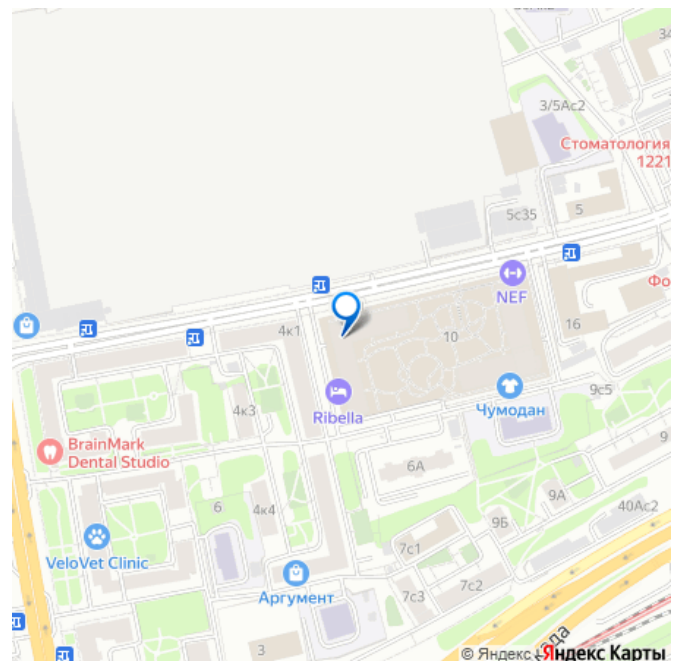 3/5Ас2
Стоматология
1221
5
5с35
NEF
Фо
16
4к1
10
Ribella
Чумодан
9с5
4к3
BrainMark
Dental Studio
6А
9
9А
40Ас2
6
4к4
9Б
VeloVet Clinic
7с1
7с2
Аргумент
7с3
3
© Яндекс
Яндекс Карты